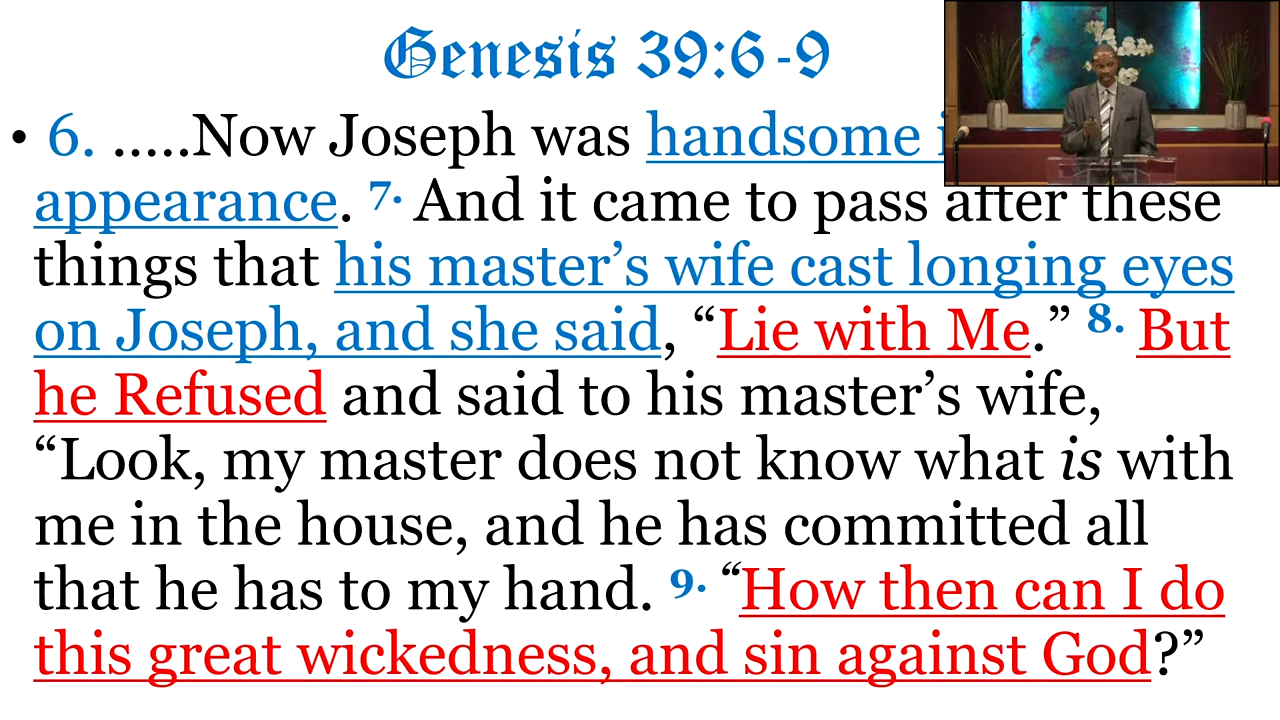 Genesis 39:6-9
• 6. .....Now Joseph was handsome
appearance. 7. And it came to pass after these
things that his master’s wife cast longing eyes
on Joseph, and she said, “Lie with Me.” 8. But
he Refused and said to his master’s wife,
“Look, my master does not know what is with
me in the house, and he has committed all
that he has to my hand. 9. “How then can I do
this great wickedness, and sin against God?”